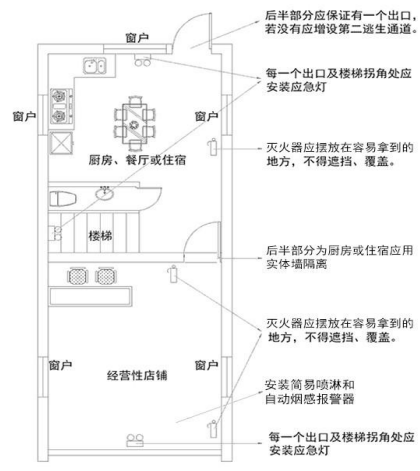 后半部分应保证有一个出口,
若没有应增设第二逃生通道。
窗户
每一个出口及楼梯拐角处应
安装应急灯
窗户
窗户
灭火器应摆放在容易拿到的
地方，不得遮挡、覆盖。
厨房、餐厅或住宿
楼梯
后半部分为厨房或住宿应用
实体墙隔离
灭火器应摆放在容易拿到的
地方，不得遮挡、覆盖。
窗户
窗户
经营性店铺
安装简易喷淋和
自动烟感报警器
每一个出口及楼梯拐角处应
安装应急灯